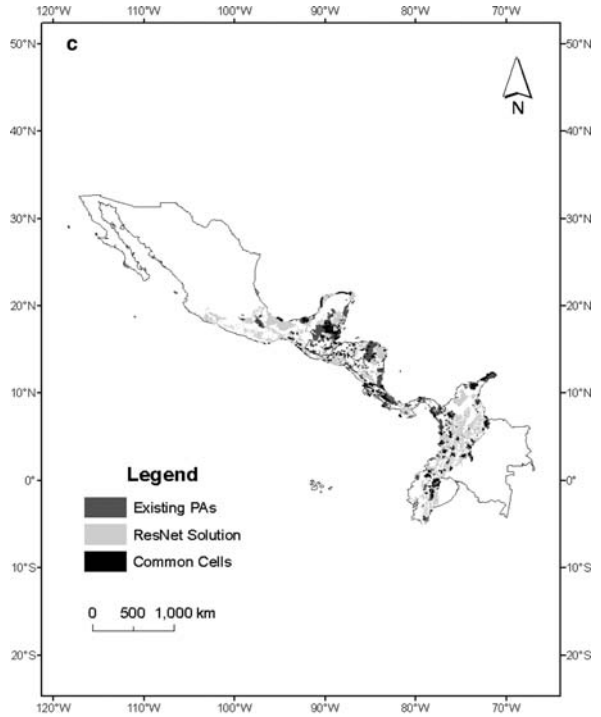 120°W 110°W 100°W 90°W 80°W 70°W
c
50°N 50°N
N
40°N 40°N
30°N 30°N
20°N 20°N
10°N 10°N
Legend
0° 0°
Existing PAs
ResNet Solution
Common Cells
10°S 10°S
0 500 1,000 km
20°S 20°S
120°W 110°W 100°W 90°W 80°W 70°W